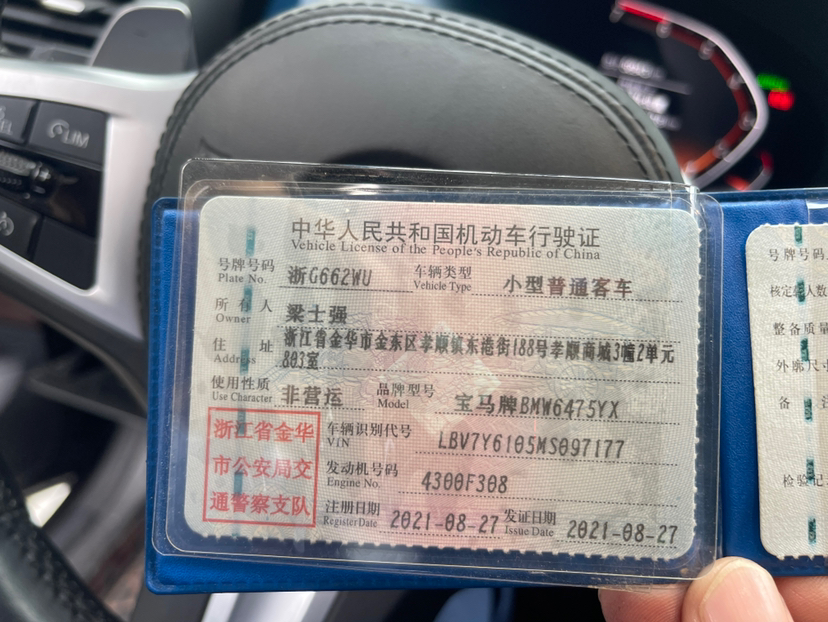 LIM
中华人民共和国机动车行驶证
Vehicle License of the People's Republic of China
号牌号码 浙G662WU 车辆类型 小型普通客车
Plate No. Vehicle Type
所有人 梁士强
Owner
住址 浙江省金华市金东区孝顺镇东港街188号孝顺商城3幢2单元
Address 803室
使用性质 非营运 品牌型号 宝马牌BMW6475YX
Use Character Model
浙江省金华
市公安局交
通警察支队
车辆识别代号 LBV7Y6105MS097177
VIN
发动机号码 4300F308
Engine No.
注册日期 2021-08-27 发证日期 2021-08-27
Register Date Issue Date
号牌号码
核定载人数
整备质量
外廓尺寸
备注
检验记